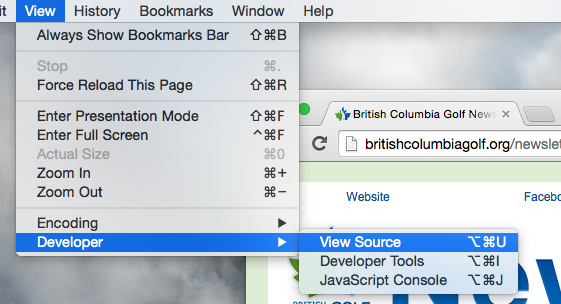 View History Bookmarks Window Help
Always Show Bookmarks Bar ⇧⌘B
Stop ⌘.
Force Reload This Page ⇧⌘R
Enter Presentation Mode ⇧⌘F
Enter Full Screen ^⌘F
Actual Size ⌘0
Zoom In ⌘+
Zoom Out ⌘−
Encoding ▶
Developer ▶
View Source ⌥⌘U
Developer Tools ⌥⌘I
JavaScript Console ⌥⌘J
British Columbia Golf News ×
britishcolumbiagolf.org/newsle
Website Facebo
BRITISH